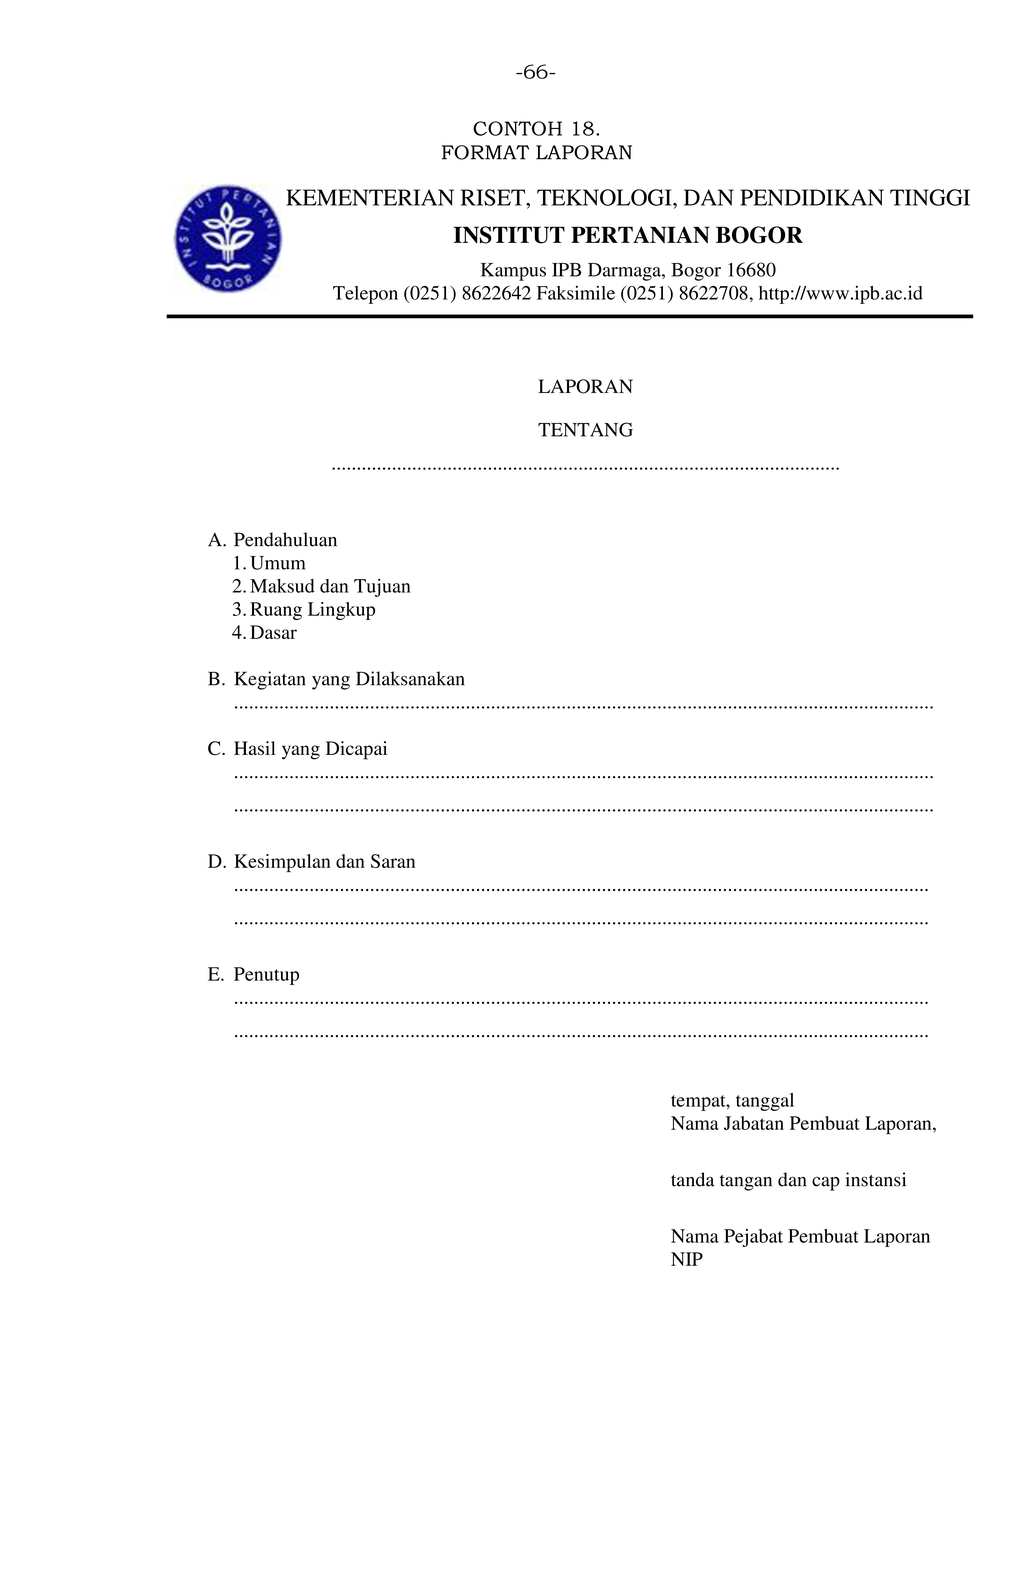 -66-
CONTOH 18.
FORMAT LAPORAN
INSTITUT PERTANIAN BOGOR
KEMENTERIAN RISET, TEKNOLOGI, DAN PENDIDIKAN TINGGI
INSTITUT PERTANIAN BOGOR
Kampus IPB Darmaga, Bogor 16680
Telepon (0251) 8622642 Faksimile (0251) 8622708, http://www.ipb.ac.id
LAPORAN
TENTANG
.....................................................................................................
A. Pendahuluan
1. Umum
2. Maksud dan Tujuan
3. Ruang Lingkup
4. Dasar
B. Kegiatan yang Dilaksanakan
...........................................................................................................................................
C. Hasil yang Dicapai
...........................................................................................................................................
...........................................................................................................................................
D. Kesimpulan dan Saran
..........................................................................................................................................
..........................................................................................................................................
E. Penutup
..........................................................................................................................................
..........................................................................................................................................
tempat, tanggal
Nama Jabatan Pembuat Laporan,
tanda tangan dan cap instansi
Nama Pejabat Pembuat Laporan
NIP